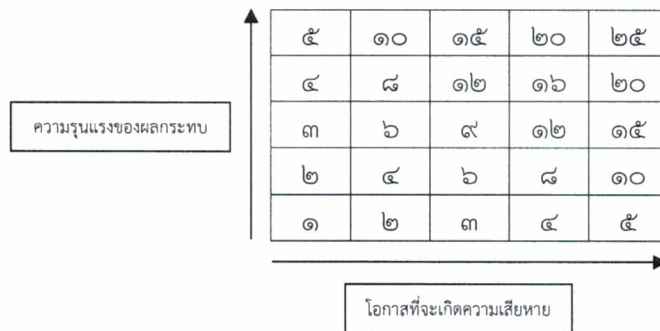 ๕ ๑๐ ๑๕ ๒๐ ๒๕
๔ ๘ ๑๒ ๑๖ ๒๐
ความรุนแรงของผลกระทบ
๓ ๖ ๙ ๑๒ ๑๕
๒ ๔ ๖ ๘ ๑๐
๑ ๒ ๓ ๔ ๕
โอกาสที่จะเกิดความเสียหาย